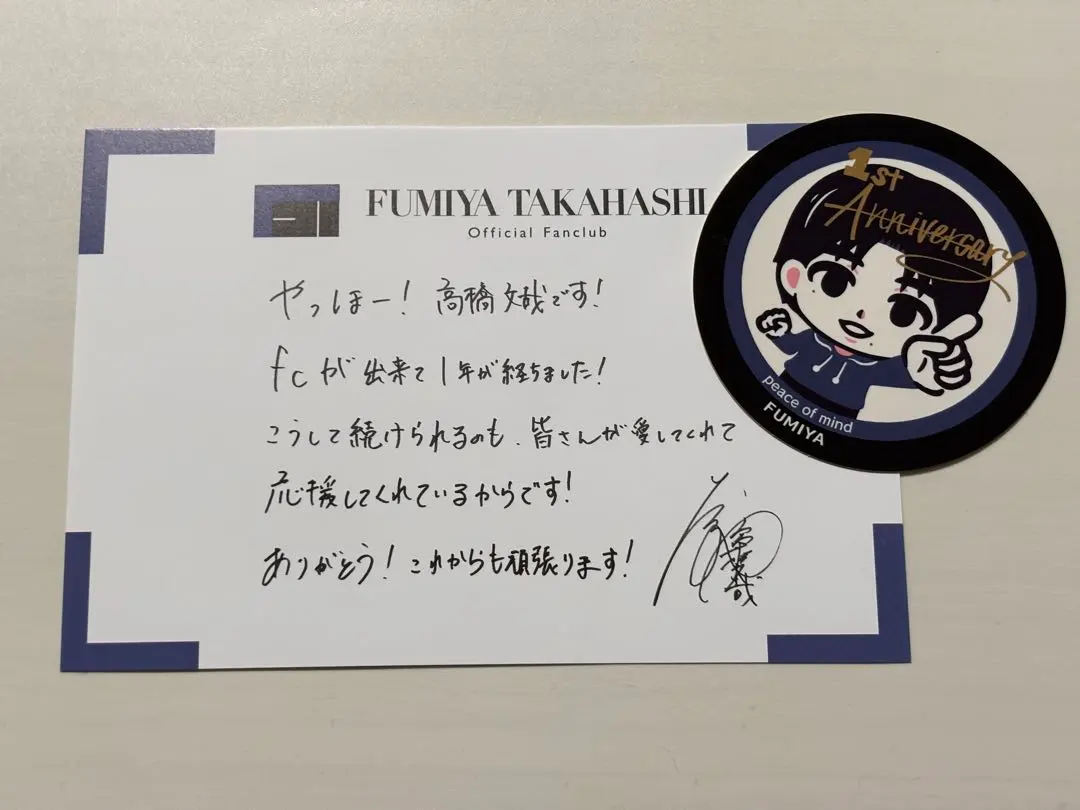 FUMIYA TAKAHASHI
Official Fanclub
やっほー！ 高橋文哉です！
fcが出来て1年が経ちました！
こうして続けられるのも、皆さんが愛してくれて
応援してくれているからです！
ありがとう！ これからも頑張ります！
1st
Anniversary
peace of mind
FUMIYA